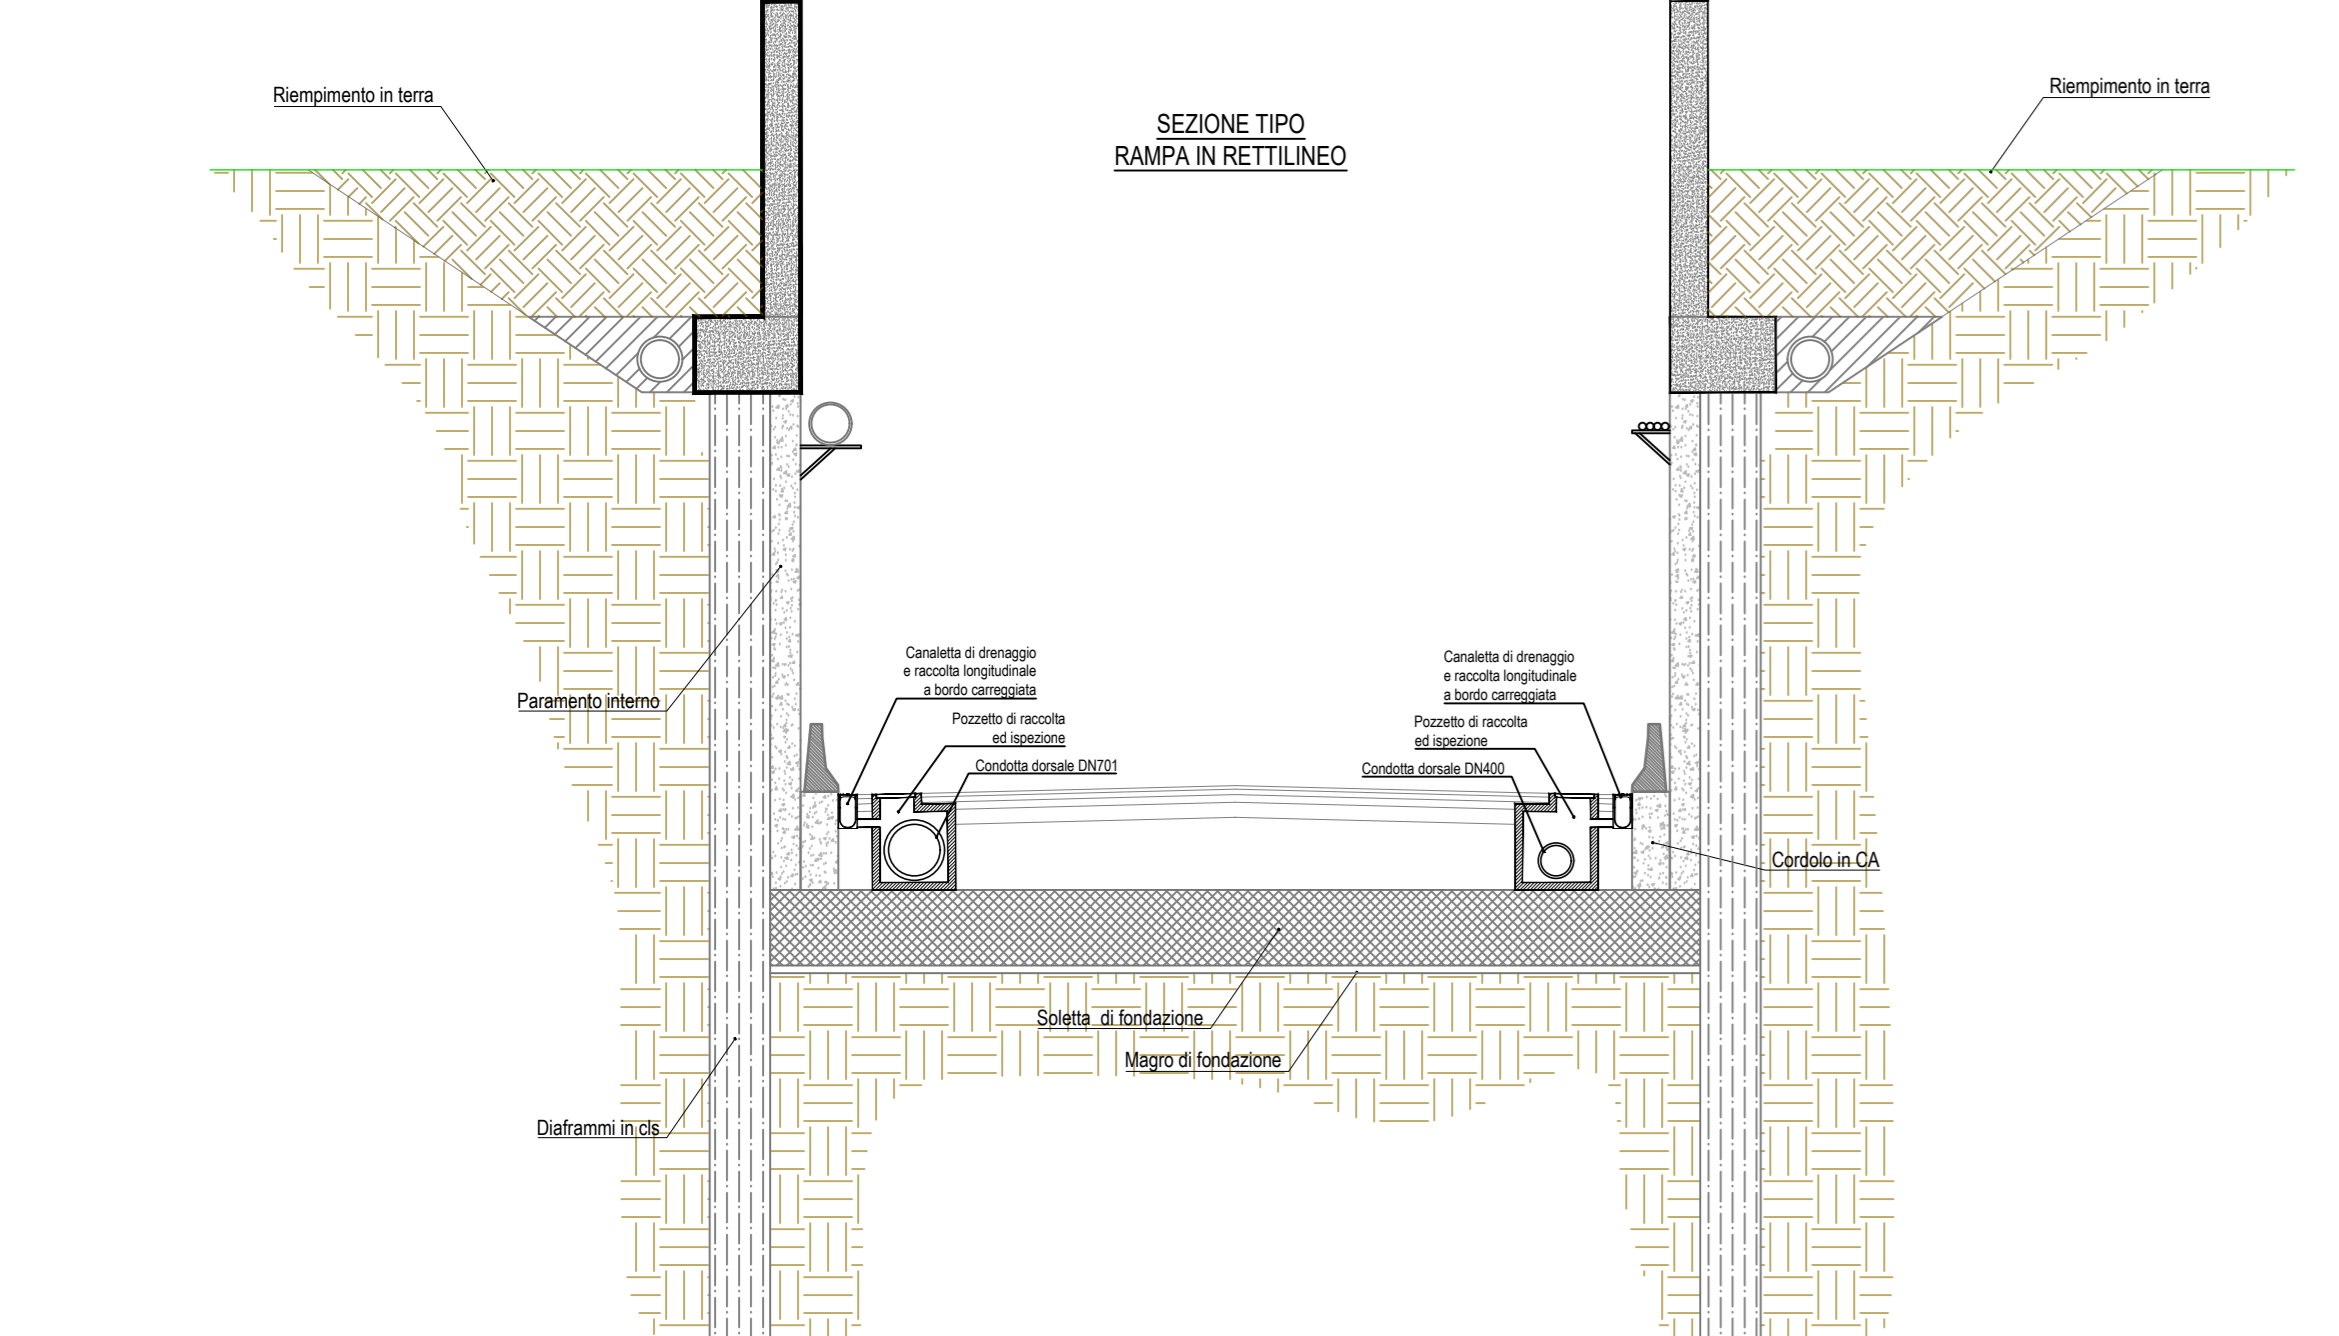 Riempimento in terra
Riempimento in terra
SEZIONE TIPO
RAMPA IN RETTILINEO
Canaletta di drenaggio
e raccolta longitudinale
a bordo carreggiata
Canaletta di drenaggio
e raccolta longitudinale
a bordo carreggiata
Paramento interno
Pozzetto di raccolta
ed ispezione
Pozzetto di raccolta
ed ispezione
Condotta dorsale DN701
Condotta dorsale DN400
Cordolo in CA
Soletta di fondazione
Magro di fondazione
Diaframmi in cls